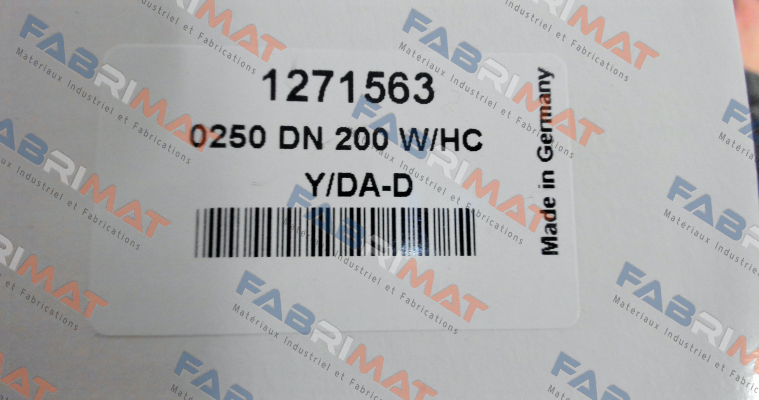 1271563
0250 DN 200 W/HC
Y/DA-D
Made in Germany
FABRIMAT
Matériaux Industriel et Fabrications